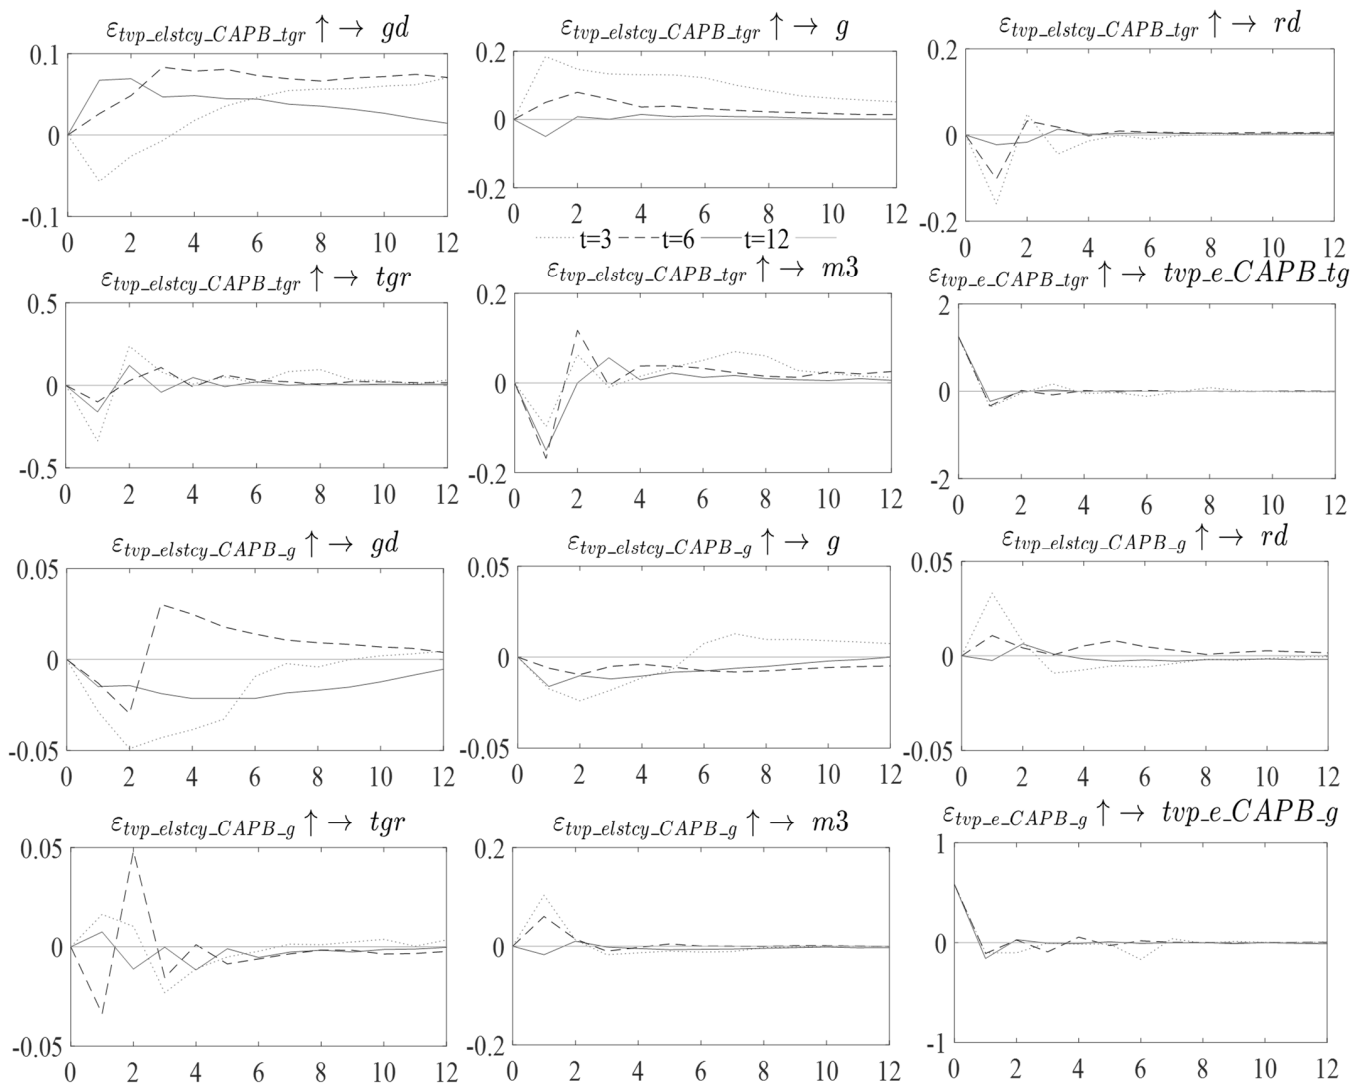 ε_tvp_elstcy_CAPB_tgr ↑ → gd
ε_tvp_elstcy_CAPB_tgr ↑ → g
ε_tvp_elstcy_CAPB_tgr ↑ → rd
0.1
0
-0.1
0 2 4 6 8 10 12
0.2
0
-0.2
0 2 4 6 8 10 12
0.2
0
-0.2
0 2 4 6 8 10 12
t=3 t=6 t=12
ε_tvp_elstcy_CAPB_tgr ↑ → tgr
ε_tvp_elstcy_CAPB_tgr ↑ → m3
ε_tvp_e_CAPB_tgr ↑ → tvp_e_CAPB_tg
0.5
0
-0.5
0 2 4 6 8 10 12
0.2
0
-0.2
0 2 4 6 8 10 12
2
0
-2
0 2 4 6 8 10 12
ε_tvp_elstcy_CAPB_g ↑ → gd
ε_tvp_elstcy_CAPB_g ↑ → g
ε_tvp_elstcy_CAPB_g ↑ → rd
0.05
0
-0.05
0 2 4 6 8 10 12
0.05
0
-0.05
0 2 4 6 8 10 12
0.05
0
-0.05
0 2 4 6 8 10 12
ε_tvp_elstcy_CAPB_g ↑ → tgr
ε_tvp_elstcy_CAPB_g ↑ → m3
ε_tvp_e_CAPB_g ↑ → tvp_e_CAPB_g
0.05
0
-0.05
0 2 4 6 8 10 12
0.2
0
-0.2
0 2 4 6 8 10 12
1
0
-1
0 2 4 6 8 10 12